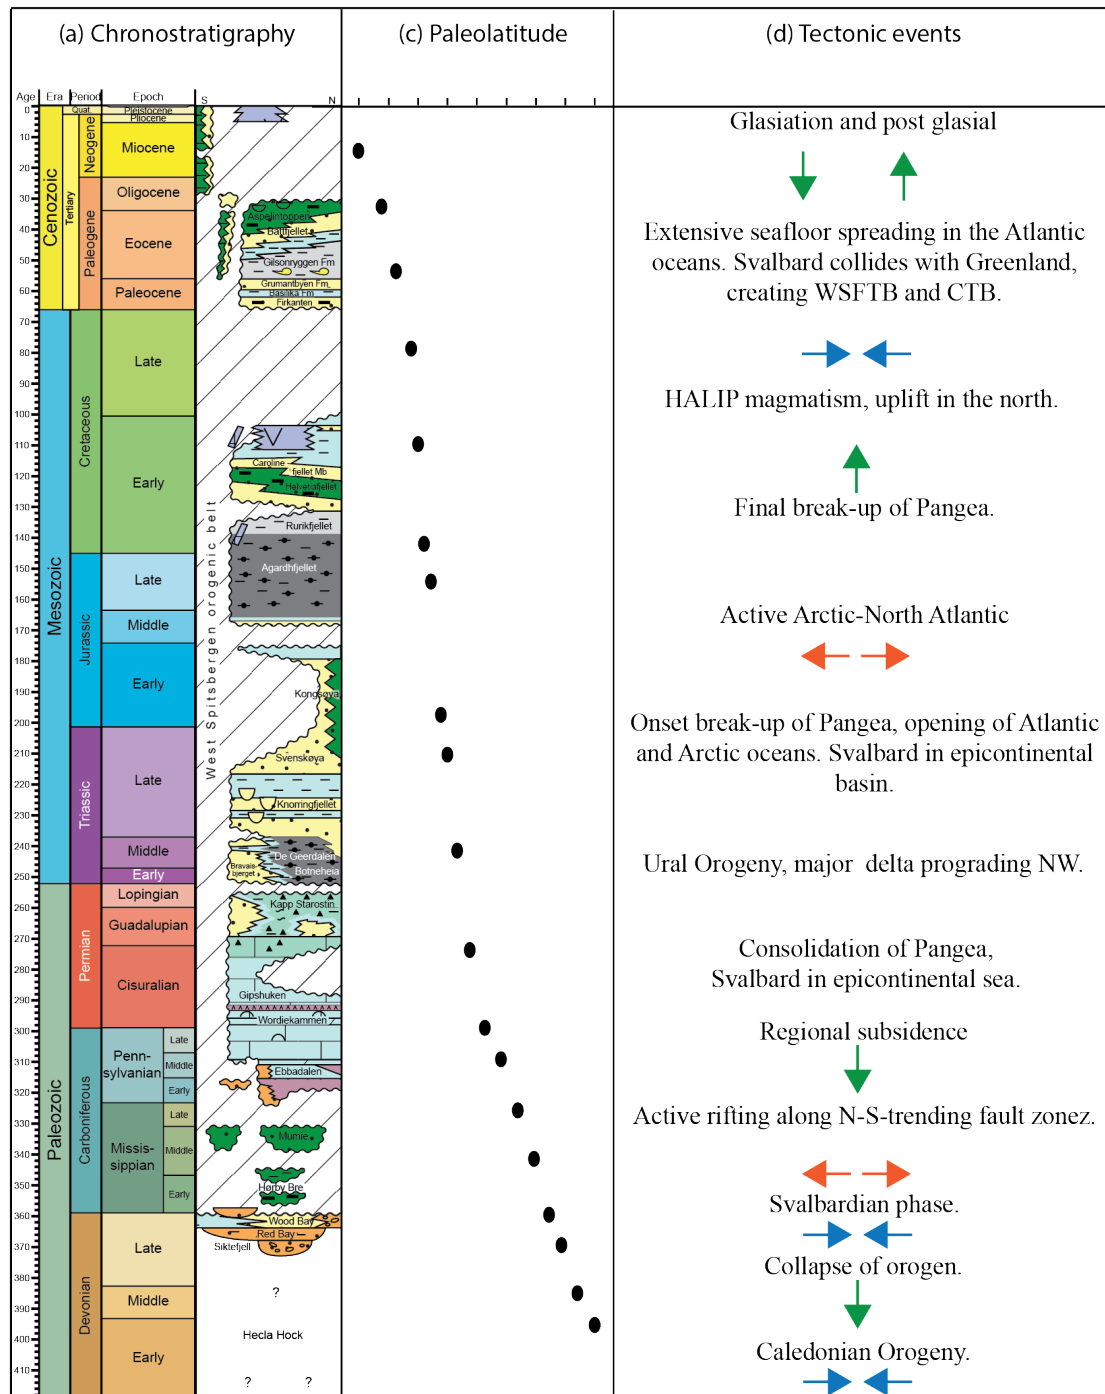 (a) Chronostratigraphy
(c) Paleolatitude
(d) Tectonic events
Age
Era
Period
Epoch
S
N
0
10
20
30
40
50
60
70
80
90
100
110
120
130
140
150
160
170
180
190
200
210
220
230
240
250
260
270
280
290
300
310
320
330
340
350
360
370
380
390
400
410
Cenozoic
Mesozoic
Paleozoic
Quat.
Tertiary
Neogene
Paleogene
Cretaceous
Jurassic
Triassic
Permian
Carboniferous
Devonian
Pleistocene
Pliocene
Miocene
Oligocene
Eocene
Paleocene
Late
Early
Late
Middle
Early
Late
Middle
Early
Lopingian
Guadalupian
Cisuralian
Penn-
sylvanian
Late
Middle
Early
Missis-
sippian
Late
Middle
Early
Late
Middle
Early
West Spitsbergen orogenic belt
Aspelintoppen
Battfjellet
Gilsonryggen Fm
Grumantbyen Fm.
Basilika Fm
Firkanten
Caroline
fjellet Mb
Helvetiafjellet
Rurikfjellet
Agardhfjellet
Kongsøya
Svenskøya
Knorringfjellet
De Geerdalen
Bravais-
bjerget
Botneheia
Kapp Starostin
Gipshuken
Wordiekammen
Ebbadalen
Mumie
Hørby Bre
Wood Bay
Red Bay
Siktefjell
?
Hecla Hock
?
?
Glasiation and post glasial
Extensive seafloor spreading in the Atlantic
oceans. Svalbard collides with Greenland,
creating WSFTB and CTB.
HALIP magmatism, uplift in the north.
Final break-up of Pangea.
Active Arctic-North Atlantic
Onset break-up of Pangea, opening of Atlantic
and Arctic oceans. Svalbard in epicontinental
basin.
Ural Orogeny, major delta prograding NW.
Consolidation of Pangea,
Svalbard in epicontinental sea.
Regional subsidence
Active rifting along N-S-trending fault zonez.
Svalbardian phase.
Collapse of orogen.
Caledonian Orogeny.